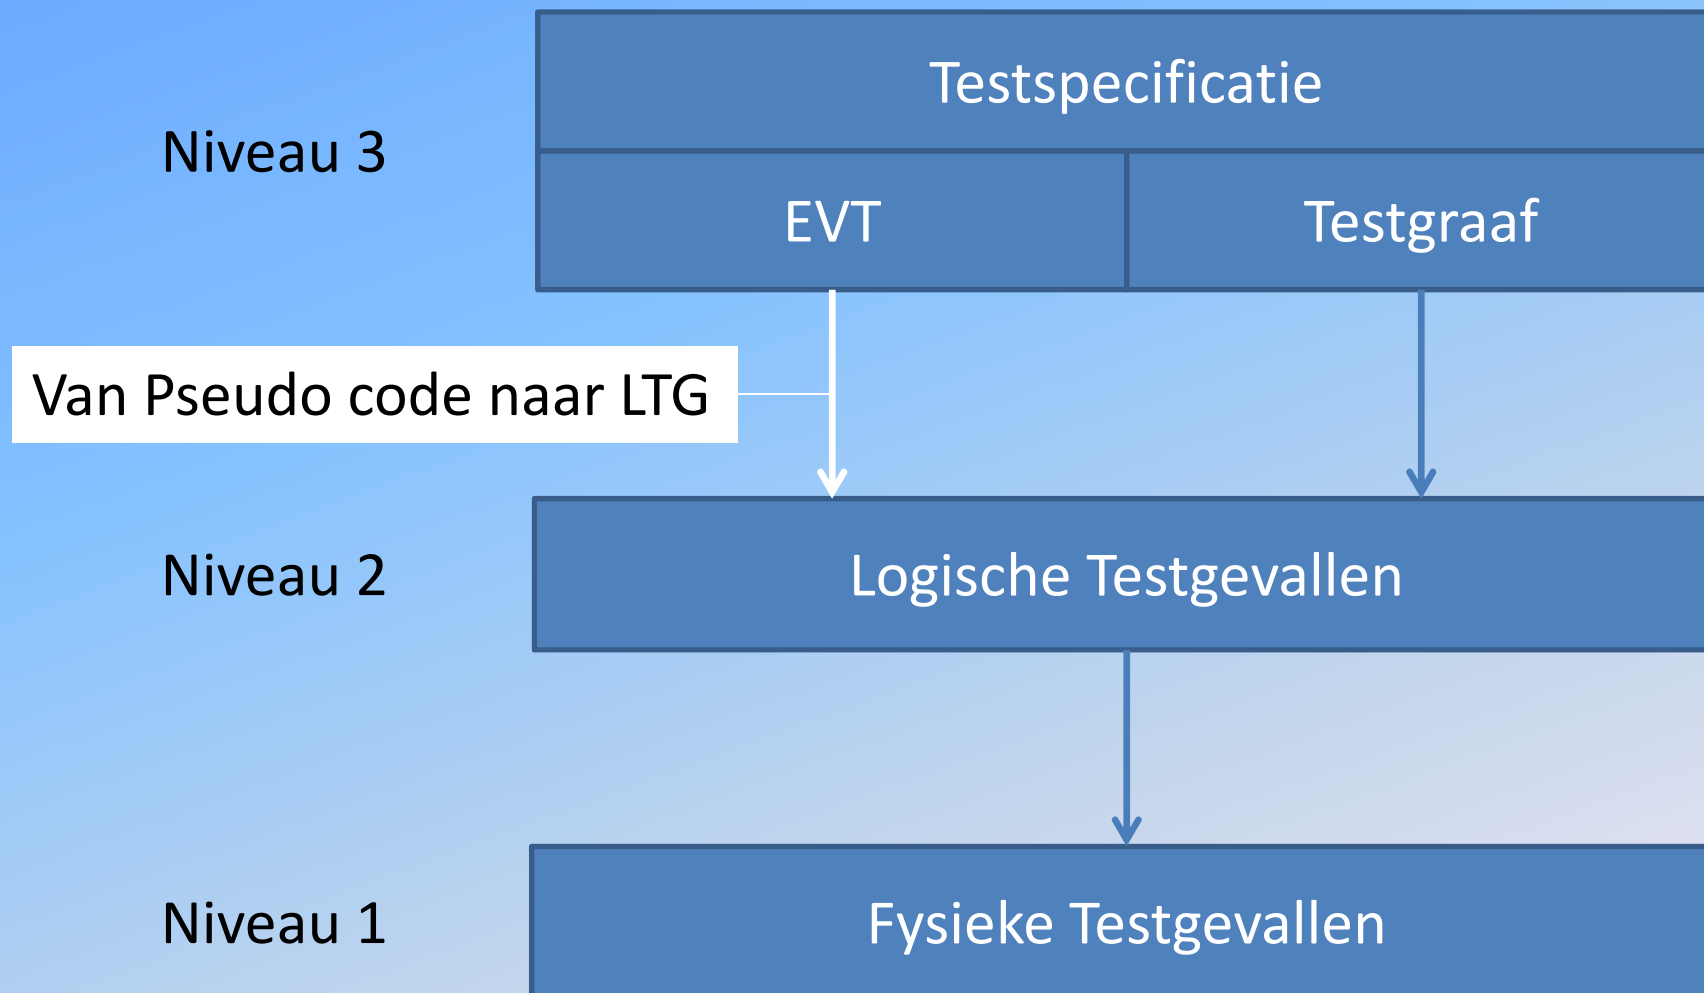 Testspecificatie
Niveau 3
EVT
Testgraaf
Van Pseudo code naar LTG
Niveau 2
Logische Testgevallen
Niveau 1
Fysieke Testgevallen